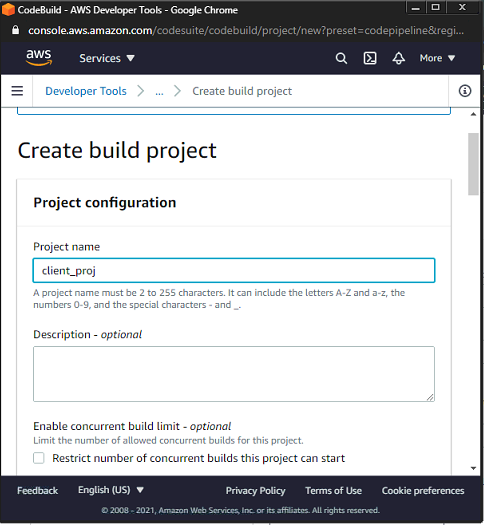 CodeBuild - AWS Developer Tools - Google Chrome
console.aws.amazon.com/codesuite/codebuild/project/new?preset=codepipeline&regi...
aws Services More
Developer Tools > ... > Create build project
Create build project
Project configuration
Project name
client_proj
A project name must be 2 to 255 characters. It can include the letters A-Z and a-z, the
numbers 0-9, and the special characters - and _.
Description - optional
Enable concurrent build limit - optional
Limit the number of allowed concurrent builds for this project.
Restrict number of concurrent builds this project can start
Feedback English (US) Privacy Policy Terms of Use Cookie preferences
© 2008 - 2021, Amazon Web Services, Inc. or its affiliates. All rights reserved.